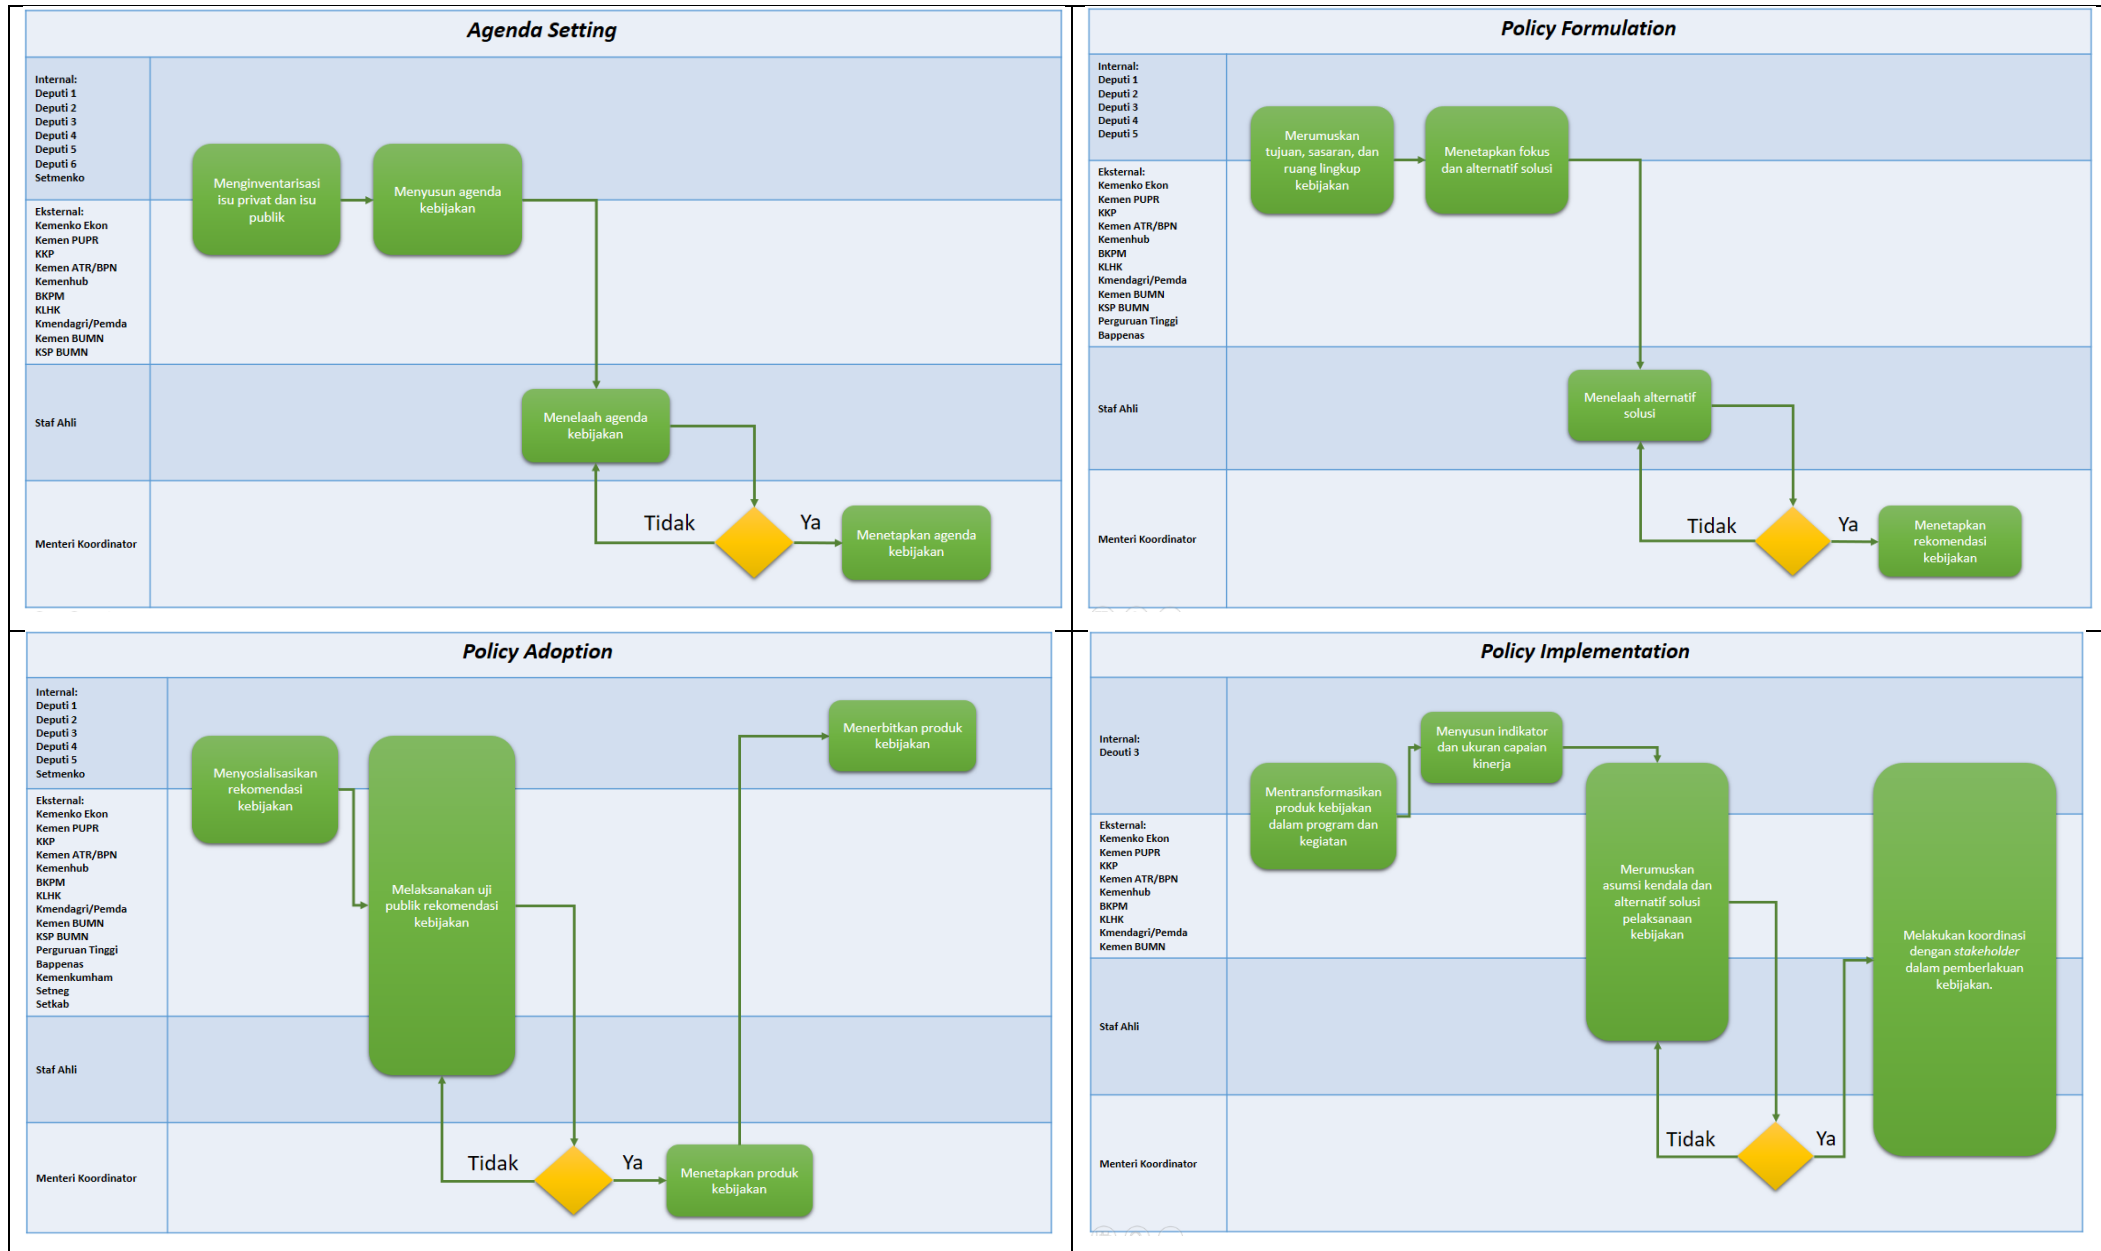 Agenda Setting
Internal:
Deputi 1
Deputi 2
Deputi 3
Deputi 4
Deputi 5
Deputi 6
Setmenko
Eksternal:
Kemenko Ekon
Kemen PUPR
KKP
Kemen ATR/BPN
Kemenhub
BKPM
KLHK
Kmendagri/Pemda
Kemen BUMN
KSP BUMN
Staf Ahli
Menteri Koordinator
Menginventarisasi
isu privat dan isu
publik
Menyusun agenda
kebijakan
Menelaah agenda
kebijakan
Tidak
Ya
Menetapkan agenda
kebijakan
Policy Formulation
Internal:
Deputi 1
Deputi 2
Deputi 3
Deputi 4
Deputi 5
Eksternal:
Kemenko Ekon
Kemen PUPR
KKP
Kemen ATR/BPN
Kemenhub
BKPM
KLHK
Kmendagri/Pemda
Kemen BUMN
KSP BUMN
Perguruan Tinggi
Bappenas
Staf Ahli
Menteri Koordinator
Merumuskan
tujuan, sasaran, dan
ruang lingkup
kebijakan
Menetapkan fokus
dan alternatif solusi
Menelaah alternatif
solusi
Tidak
Ya
Menetapkan
rekomendasi
kebijakan
Policy Adoption
Internal:
Deputi 1
Deputi 2
Deputi 3
Deputi 4
Deputi 5
Setmenko
Eksternal:
Kemenko Ekon
Kemen PUPR
KKP
Kemen ATR/BPN
Kemenhub
BKPM
KLHK
Kmendagri/Pemda
Kemen BUMN
KSP BUMN
Perguruan Tinggi
Bappenas
Kemenkumham
Setneg
Setkab
Staf Ahli
Menteri Koordinator
Menyosialisasikan
rekomendasi
kebijakan
Melaksanakan uji
publik rekomendasi
kebijakan
Tidak
Ya
Menetapkan produk
kebijakan
Menerbitkan produk
kebijakan
Policy Implementation
Internal:
Deouti 3
Eksternal:
Kemenko Ekon
Kemen PUPR
KKP
Kemen ATR/BPN
Kemenhub
BKPM
KLHK
Kmendagri/Pemda
Kemen BUMN
Staf Ahli
Menteri Koordinator
Mentransformasikan
produk kebijakan
dalam program dan
kegiatan
Menyusun indikator
dan ukuran capaian
kinerja
Merumuskan
asumsi kendala dan
alternatif solusi
pelaksanaan
kebijakan
Tidak
Ya
Melakukan koordinasi
dengan stakeholder
dalam pemberlakuan
kebijakan.